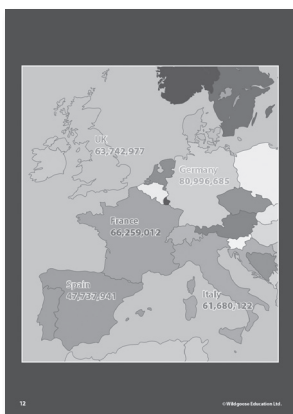 UK
63,742,977
Germany
80,996,685
France
66,259,012
Spain
47,737,941
Italy
61,680,122
12
©Wildgoose Education Ltd.